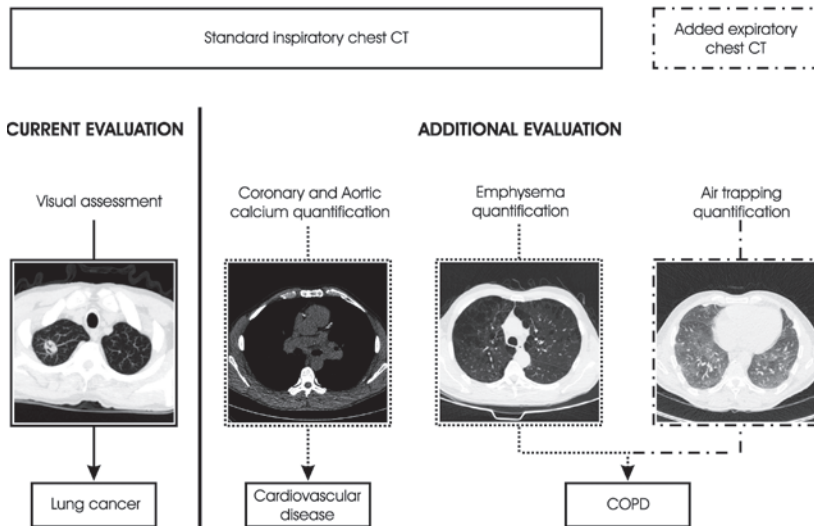 Standard inspiratory chest CT
Added expiratory
chest CT
CURRENT EVALUATION
ADDITIONAL EVALUATION
Visual assessment
Coronary and Aortic
calcium quantification
Emphysema
quantification
Air trapping
quantification
Lung cancer
Cardiovascular
disease
COPD